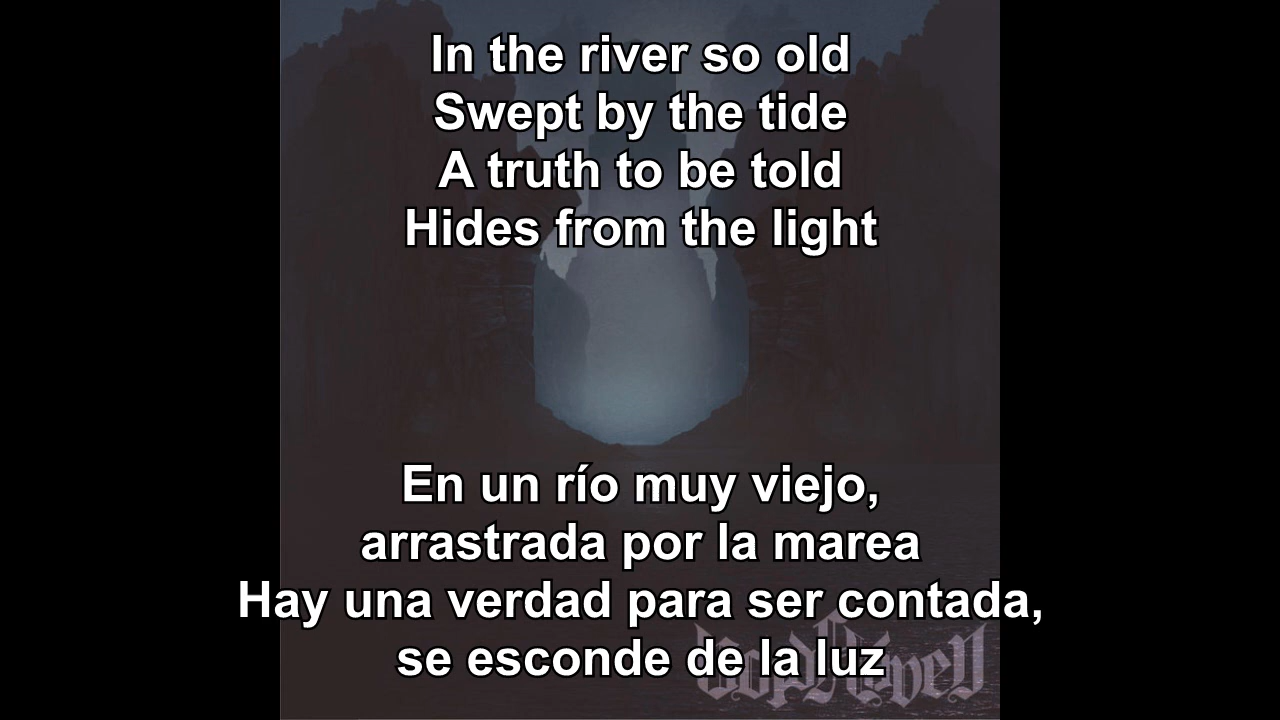 In the river so old
Swept by the tide
A truth to be told
Hides from the light
En un río muy viejo,
arrastrada por la marea
Hay una verdad para ser contada,
se esconde de la luz